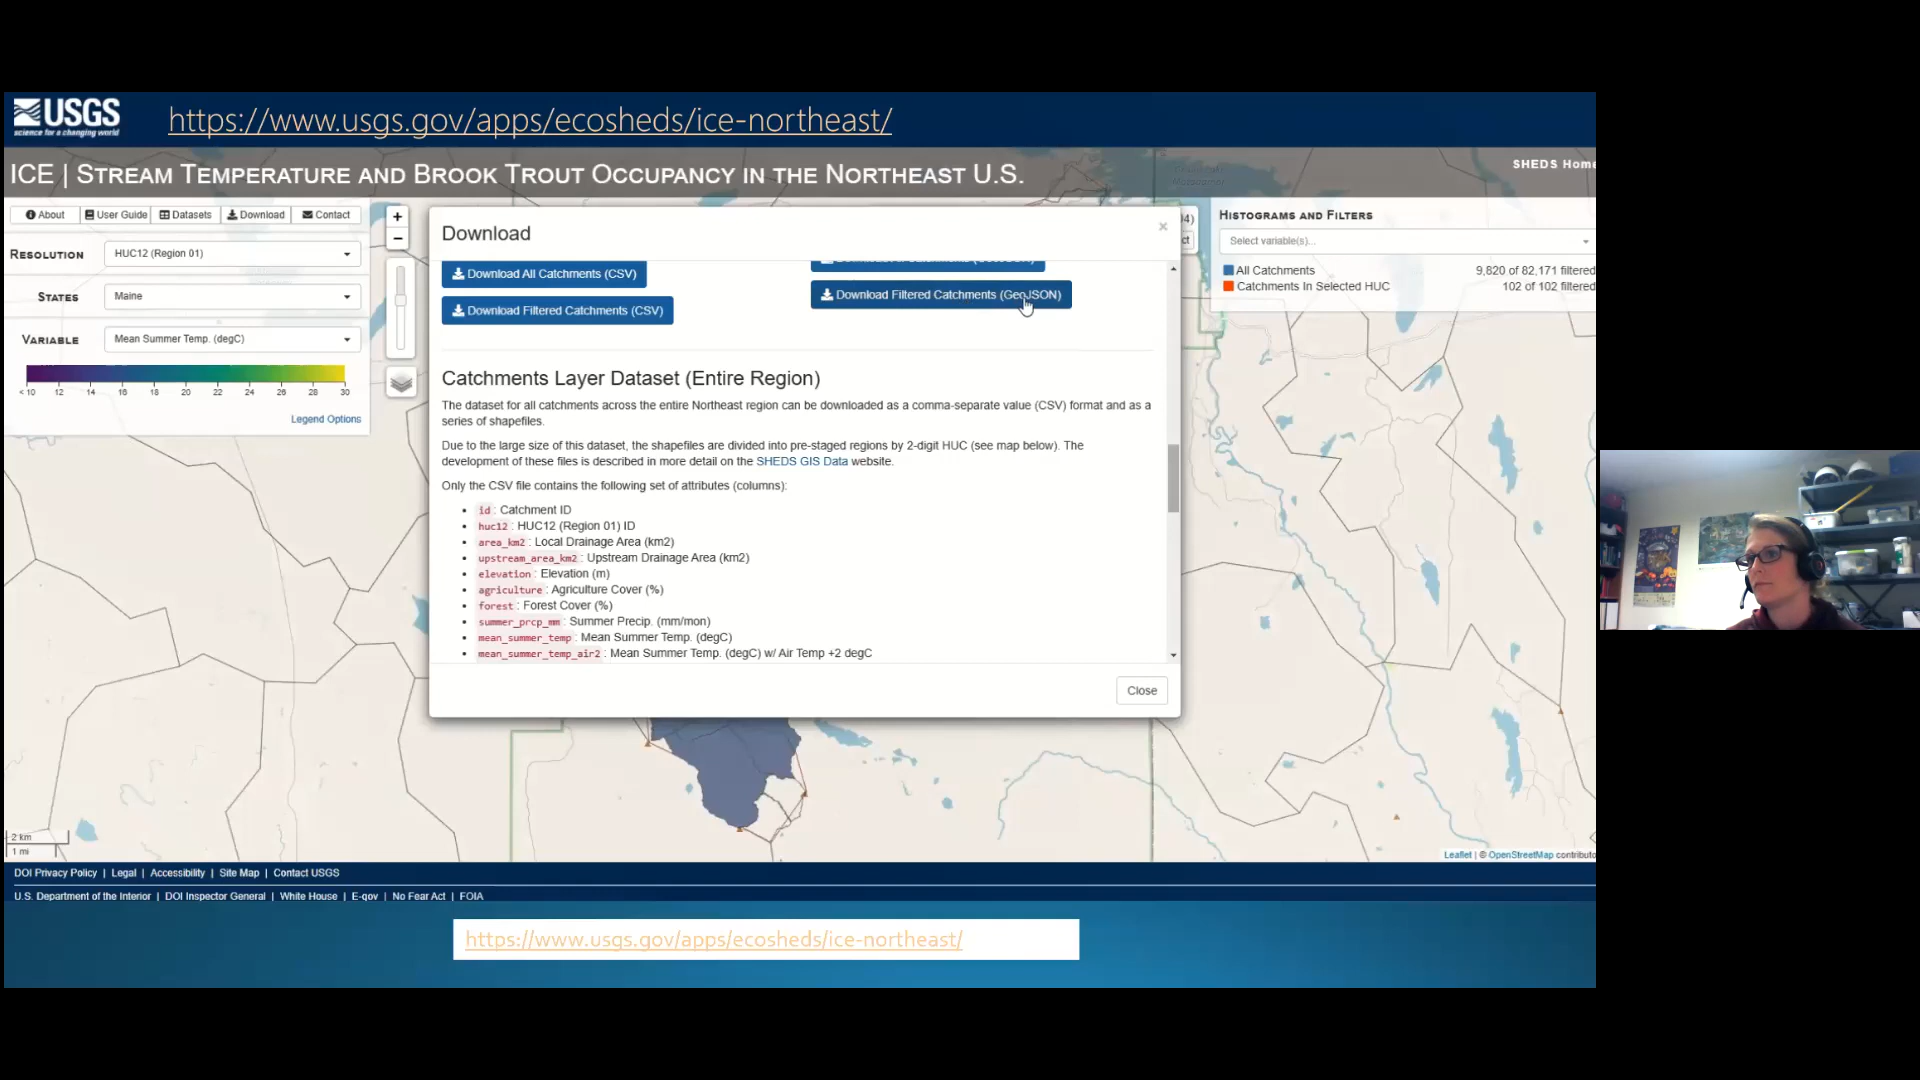 USGS
science for a changing world
https://www.usgs.gov/apps/ecosheds/ice-northeast/
ICE | STREAM TEMPERATURE AND BROOK TROUT OCCUPANCY IN THE NORTHEAST U.S.
SHEDS Home
About
User Guide
Datasets
Download
Contact
RESOLUTION
HUC12 (Region 01)
STATES
Maine
VARIABLE
Mean Summer Temp. (degC)
< 10 12 14 16 18 20 22 24 26 28 30
Legend Options
+
−
Download
×
Download All Catchments (CSV)
Download Filtered Catchments (CSV)
Download Filtered Catchments (GeoJSON)
Catchments Layer Dataset (Entire Region)
The dataset for all catchments across the entire Northeast region can be downloaded as a comma-separate value (CSV) format and as a
series of shapefiles.
Due to the large size of this dataset, the shapefiles are divided into pre-staged regions by 2-digit HUC (see map below). The
development of these files is described in more detail on the SHEDS GIS Data website.
Only the CSV file contains the following set of attributes (columns):
• id : Catchment ID
• huc12 : HUC12 (Region 01) ID
• area_km2 : Local Drainage Area (km2)
• upstream_area_km2 : Upstream Drainage Area (km2)
• elevation : Elevation (m)
• agriculture : Agriculture Cover (%)
• forest : Forest Cover (%)
• summer_prcp_mm : Summer Precip. (mm/mon)
• mean_summer_temp : Mean Summer Temp. (degC)
• mean_summer_temp_air2 : Mean Summer Temp. (degC) w/ Air Temp +2 degC
Close
HISTOGRAMS AND FILTERS
Select variable(s)...
All Catchments 9,820 of 82,171 filtered
Catchments In Selected HUC 102 of 102 filtered
2 km
1 mi
Leaflet | © OpenStreetMap contributo
DOI Privacy Policy | Legal | Accessibility | Site Map | Contact USGS
U.S. Department of the Interior | DOI Inspector General | White House | E-gov | No Fear Act | FOIA
https://www.usgs.gov/apps/ecosheds/ice-northeast/